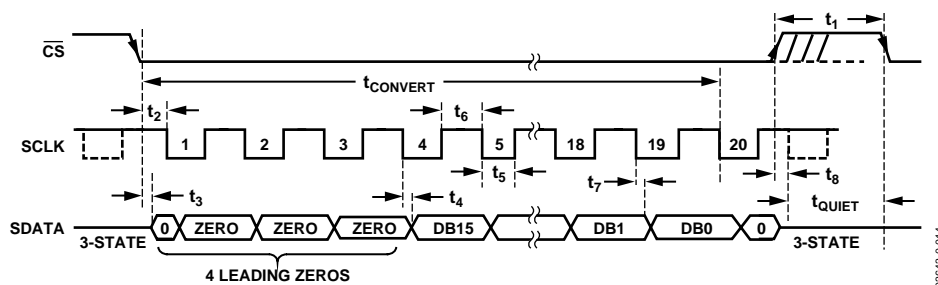 t1
CS
tCONVERT
t2
t6
SCLK
1 2 3 4 5 18 19 20
t3
t4
t5
t7
t8
tQUIET
SDATA
3-STATE
0 ZERO ZERO ZERO DB15 DB1 DB0 0
3-STATE
4 LEADING ZEROS